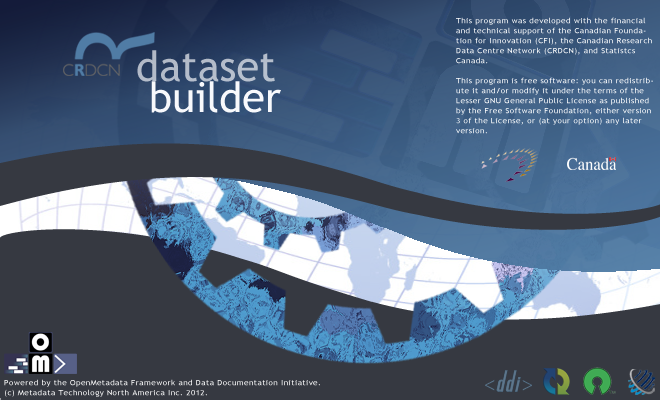 This program was developed with the financial
and technical support of the Canadian Founda-
tion for Innovation (CFI), the Canadian Research
Data Centre Network (CRDCN), and Statistcs
Canada.
This program is free software: you can redistrib-
ute it and/or modify it under the terms of the
Lesser GNU General Public License as published
by the Free Software Foundation, either version
3 of the License, or (at your option) any later
version.
CRDCN
dataset
builder
Canada
om
Powered by the OpenMetadata Framework and Data Documentation Initiative.
(c) Metadata Technology North America Inc. 2012.
<ddi>